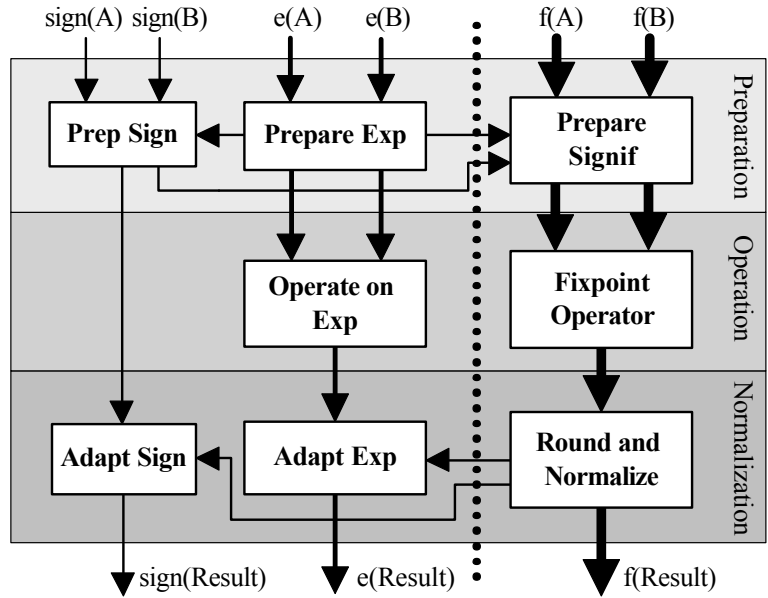 sign(A) sign(B) e(A) e(B) f(A) f(B)
Preparation
Prep Sign
Prepare Exp
Prepare
Signif
Operation
Operate on
Exp
Fixpoint
Operator
Normalization
Adapt Sign
Adapt Exp
Round and
Normalize
sign(Result) e(Result) f(Result)